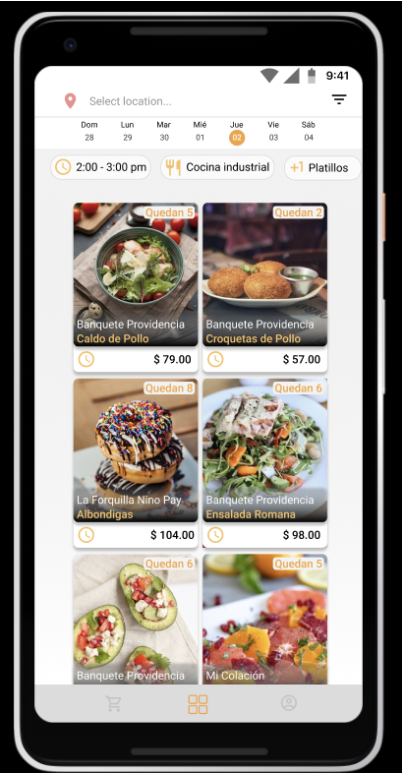 9:41
Select location...
Dom Lun Mar Mié Jue Vie Sáb
28 29 30 01 02 03 04
2:00 - 3:00 pm Cocina industrial +1 Platillos
Quedan 5
Banquete Providencia
Caldo de Pollo
$ 79.00
Quedan 2
Banquete Providencia
Croquetas de Pollo
$ 57.00
Quedan 8
La Forquilla Nino Pay
Albondigas
$ 104.00
Quedan 6
Banquete Providencia
Ensalada Romana
$ 98.00
Quedan 6
Banquete Providencia
Quedan 5
Mi Colación